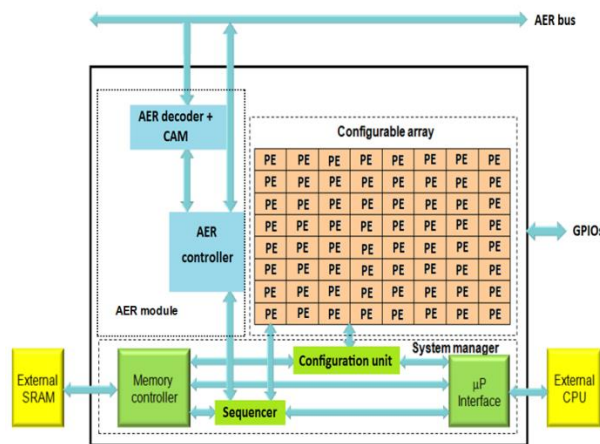 AER bus
AER decoder +
CAM
Configurable array
PE PE PE PE PE PE PE PE
PE PE PE PE PE PE PE PE
PE PE PE PE PE PE PE PE
PE PE PE PE PE PE PE PE
PE PE PE PE PE PE PE PE
PE PE PE PE PE PE PE PE
PE PE PE PE PE PE PE PE
PE PE PE PE PE PE PE PE
GPIOs
AER
controller
AER module
System manager
Configuration unit
External
SRAM
Memory
controller
Sequencer
µP
Interface
External
CPU